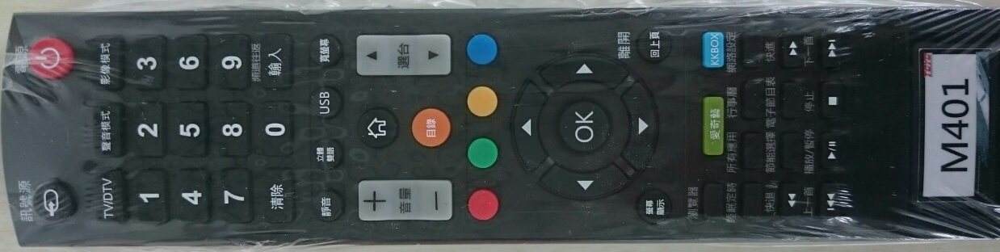 訊號源 電源
TV/DTV 聲音模式 影像模式
1 2 3
4 5 6
7 8 9
頻道往返
清除 0 輸入
靜音 立體雙語 USB 寬螢幕
+ 音量 − 選台
目錄
OK
離開
螢幕顯示 回上頁
瀏覽器 愛奇藝 KKBOX
睡眠定時 所有應用 行事曆 網路設定
快退 節能選擇 電子節目表 快進
上一首 播放/暫停 停止 下一首
TECO
M401